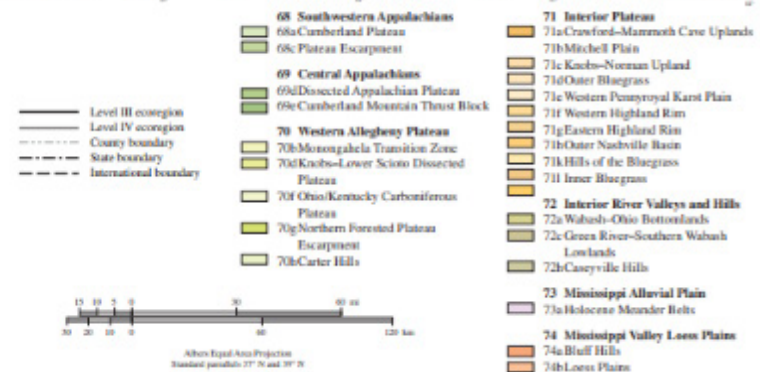 68 Southwestern Appalachians
68a Cumberland Plateau
68c Plateau Escarpment
69 Central Appalachians
69d Dissected Appalachian Plateau
69e Cumberland Mountain Thrust Block
70 Western Allegheny Plateau
70b Monongahela Transition Zone
70d Knobs–Lower Scioto Dissected
Plateau
70f Ohio/Kentucky Carboniferous
Plateau
70g Northern Forested Plateau
Escarpment
70h Carter Hills
Level III ecoregion
Level IV ecoregion
County boundary
State boundary
International boundary
15 10 5 0 30 60 mi
30 20 10 0 60 120 km
Albers Equal Area Projection
Standard parallels 37° N and 39° N
71 Interior Plateau
71a Crawford–Mammoth Cave Uplands
71b Mitchell Plain
71c Knobs–Norman Upland
71d Outer Bluegrass
71e Western Pennyroyal Karst Plain
71f Western Highland Rim
71g Eastern Highland Rim
71h Outer Nashville Basin
71k Hills of the Bluegrass
71l Inner Bluegrass
72 Interior River Valleys and Hills
72a Wabash–Ohio Bottomlands
72c Green River–Southern Wabash
Lowlands
72h Caseyville Hills
73 Mississippi Alluvial Plain
73a Holocene Meander Belts
74 Mississippi Valley Loess Plains
74a Bluff Hills
74b Loess Plains